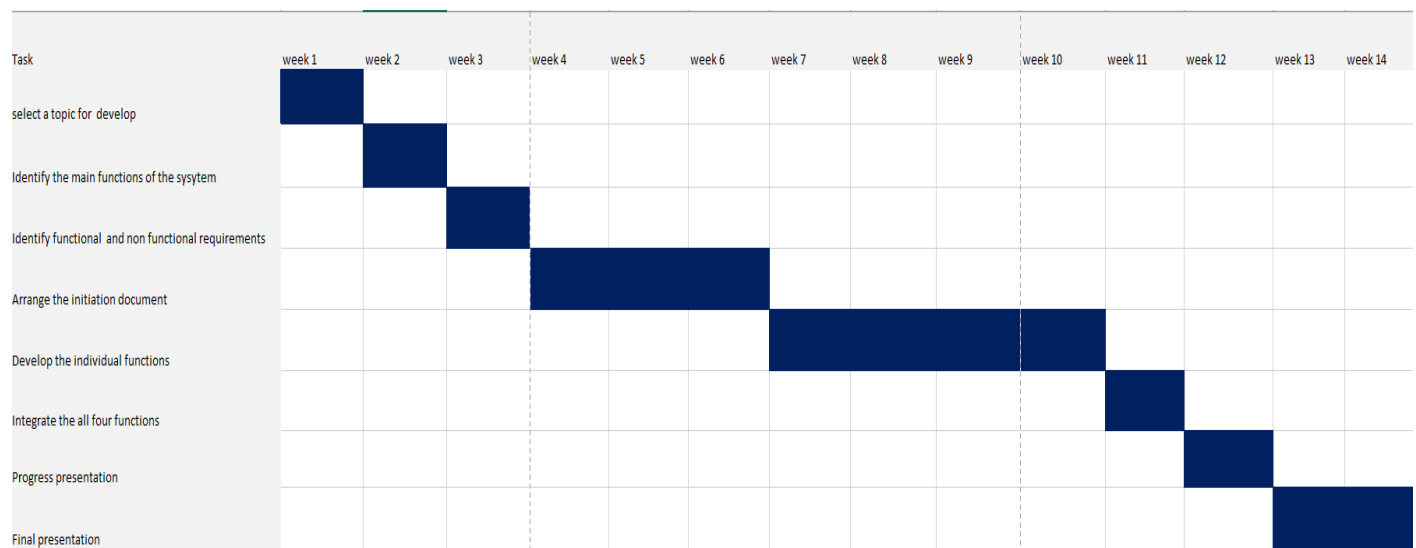 Task week 1 week 2 week 3 week 4 week 5 week 6 week 7 week 8 week 9 week 10 week 11 week 12 week 13 week 14
select a topic for develop
Identify the main functions of the sysytem
Identify functional and non functional requirements
Arrange the initiation document
Develop the individual functions
Integrate the all four functions
Progress presentation
Final presentation